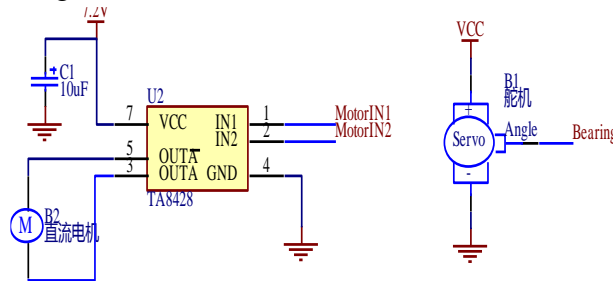 7.2V
C1
10uF
U2
7
VCC
IN1
1
MotorIN1
IN2
2
MotorIN2
5
OUTA
3
OUTA
GND
4
TA8428
M
B2
直流电机
VCC
B1
舵机
+
Servo
Angle
Bearing
-